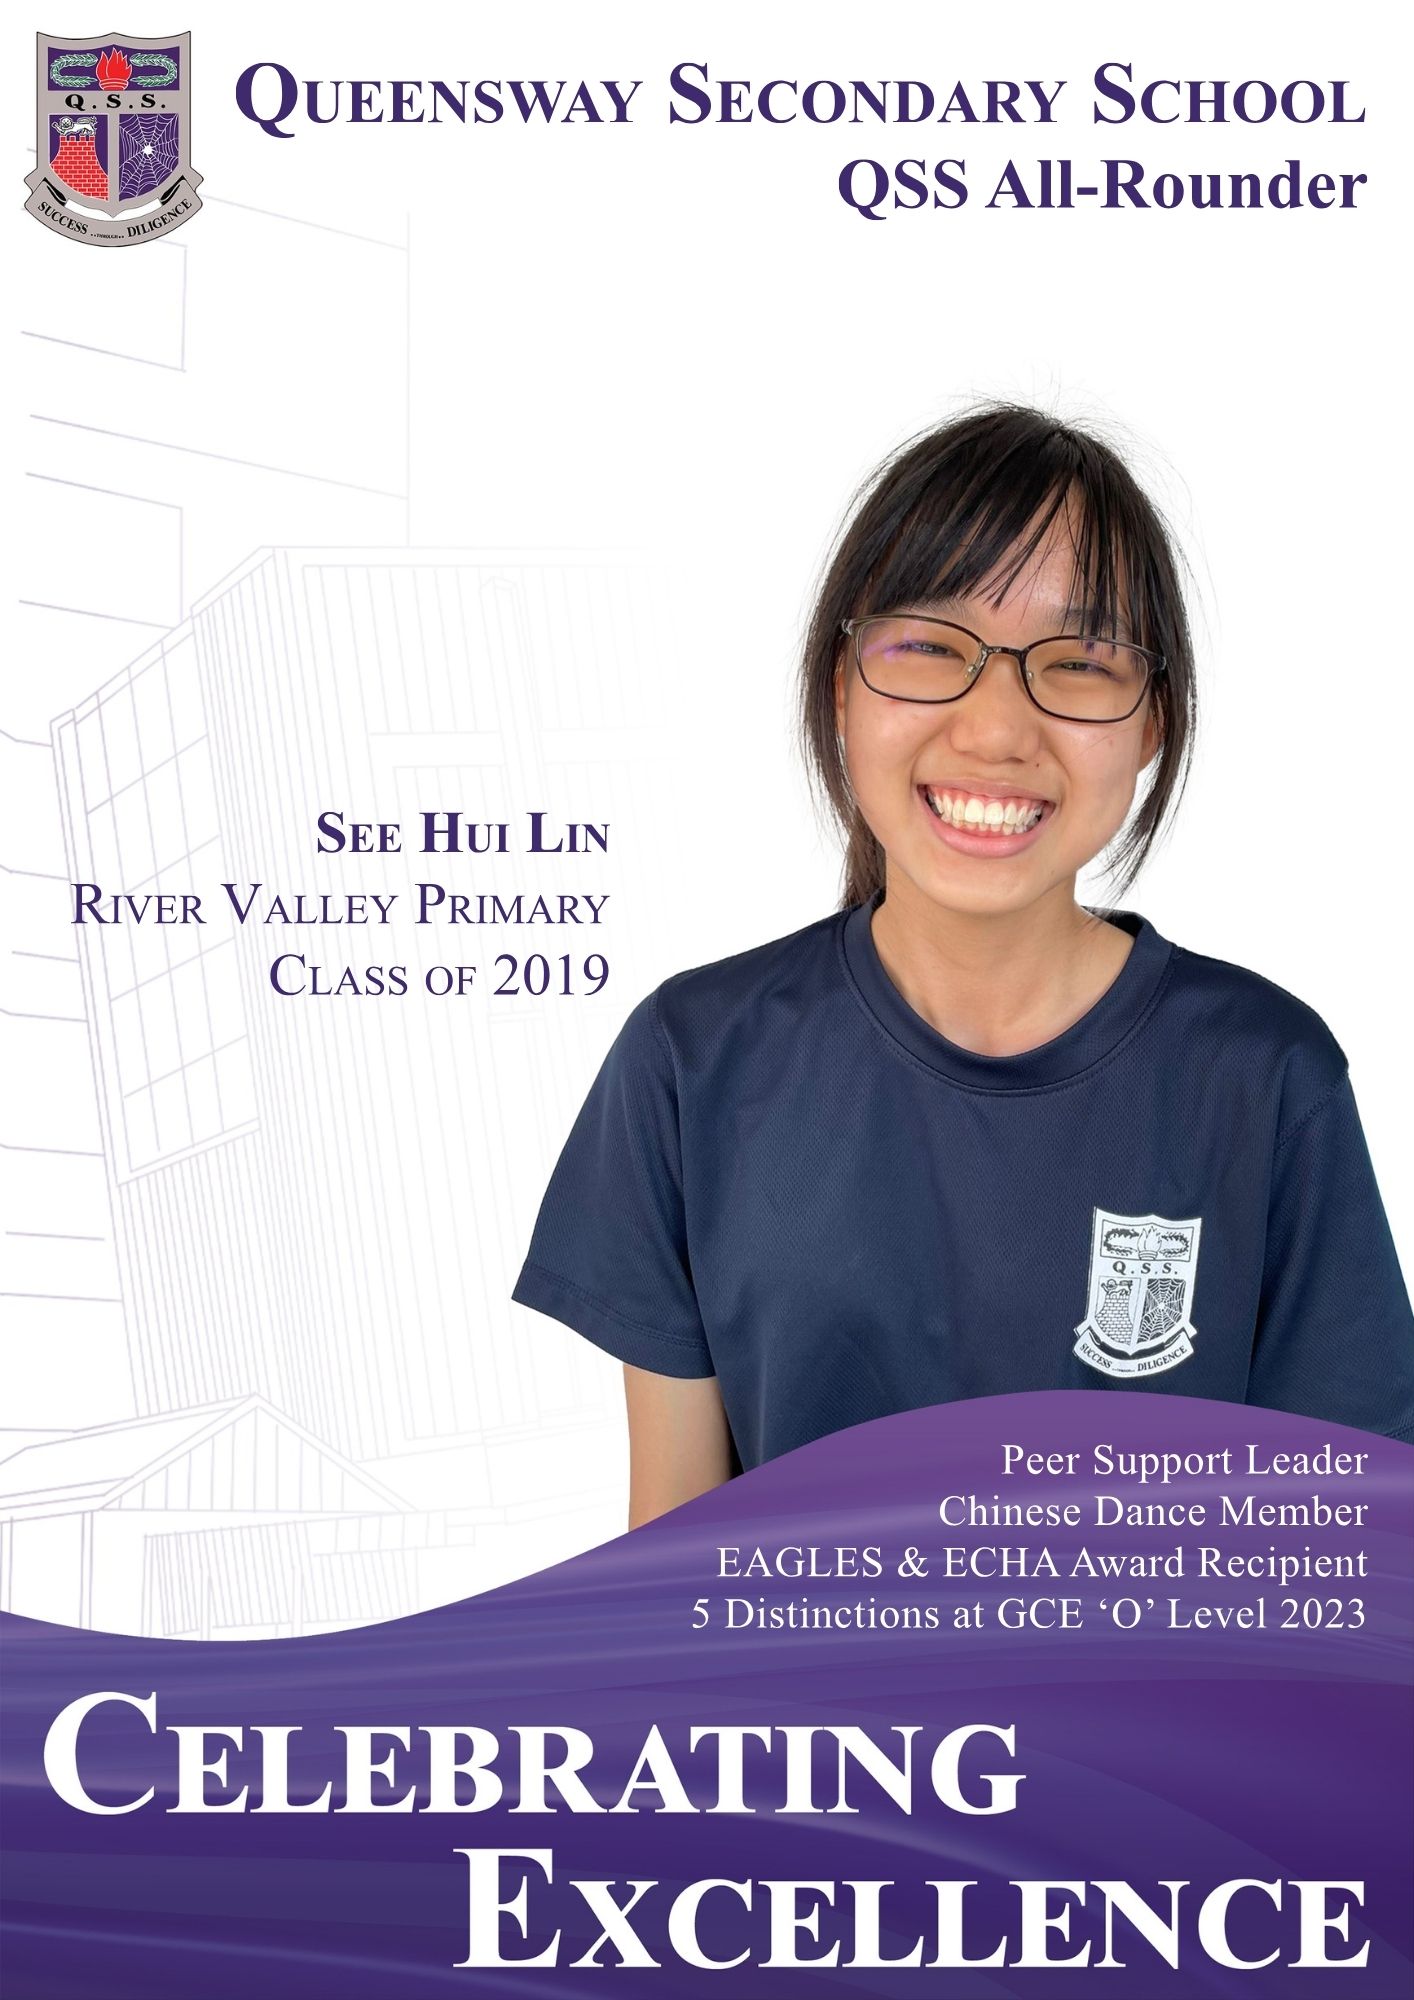 Q.S.S.
SUCCESS ..THROUGH.. DILIGENCE
QUEENSWAY SECONDARY SCHOOL
QSS All-Rounder
SEE HUI LIN
RIVER VALLEY PRIMARY
CLASS OF 2019
Q.S.S.
SUCCESS ..THROUGH.. DILIGENCE
Peer Support Leader
Chinese Dance Member
EAGLES & ECHA Award Recipient
5 Distinctions at GCE ‘O’ Level 2023
CELEBRATING
EXCELLENCE